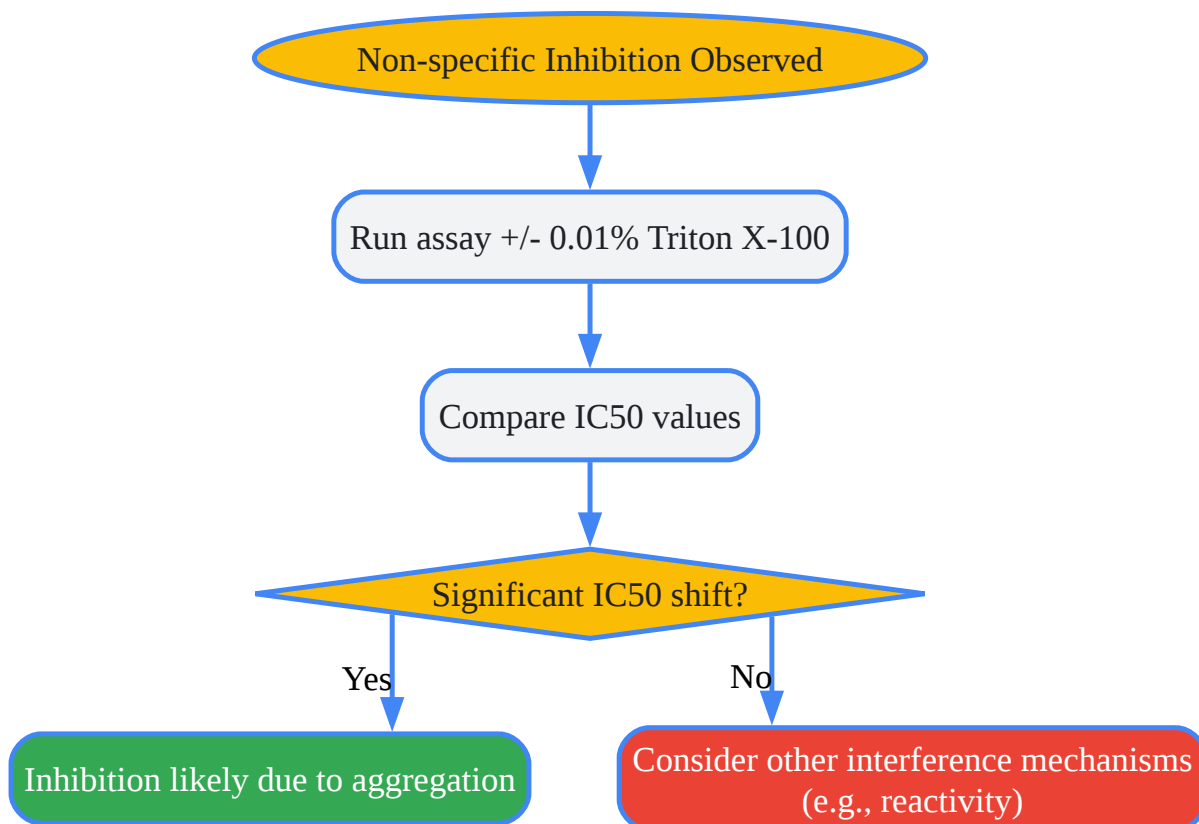 Non-specific Inhibition Observed
Run assay +/- 0.01% Triton X-100
Compare IC50 values
Significant IC50 shift?
Yes
No
Inhibition likely due to aggregation
Consider other interference mechanisms
(e.g., reactivity)